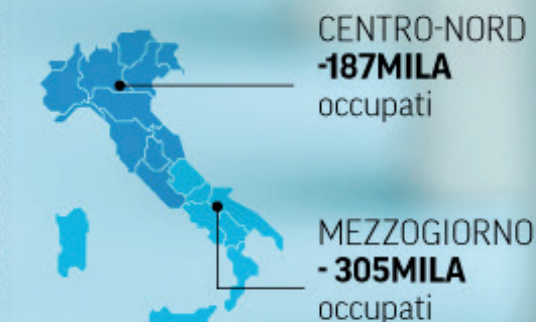 CENTRO-NORD
-187MILA
occupati
MEZZOGIORNO
- 305MILA
occupati